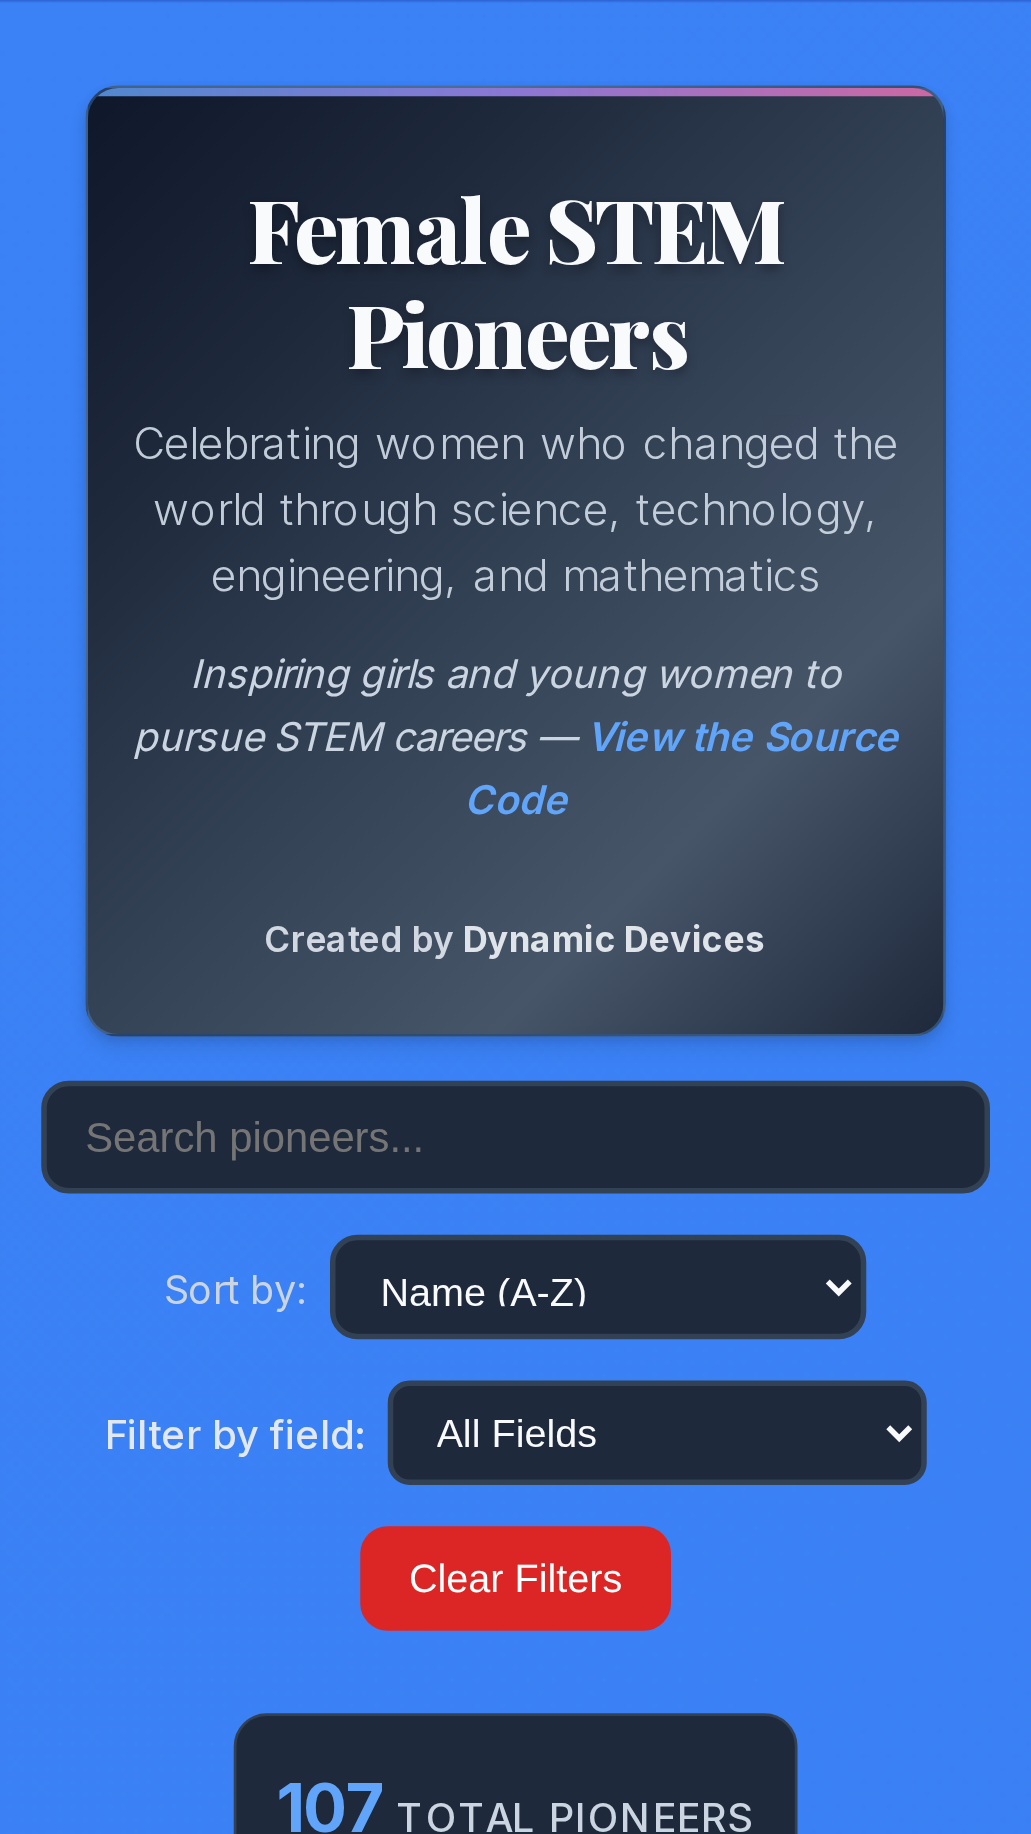 Female STEM
Pioneers
Celebrating women who changed the
world through science, technology,
engineering, and mathematics
Inspiring girls and young women to
pursue STEM careers — View the Source
Code
Created by Dynamic Devices
Search pioneers...
Sort by: Name (A-Z)
Filter by field: All Fields
Clear Filters
107 TOTAL PIONEERS